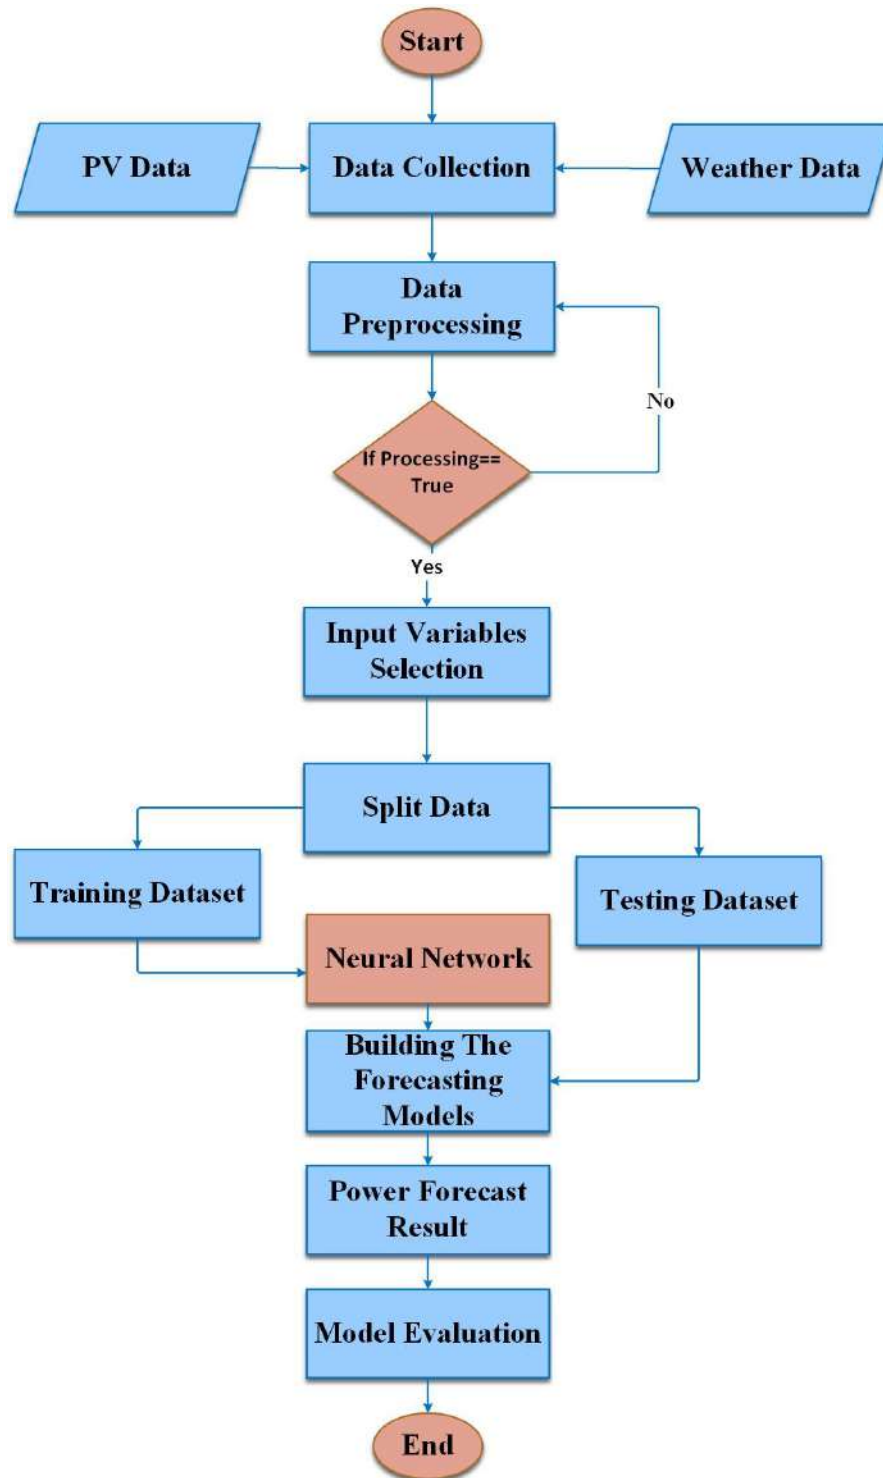 Start
PV Data
Data Collection
Weather Data
Data
Preprocessing
No
If Processing==
True
Yes
Input Variables
Selection
Split Data
Training Dataset
Testing Dataset
Neural Network
Building The
Forecasting
Models
Power Forecast
Result
Model Evaluation
End